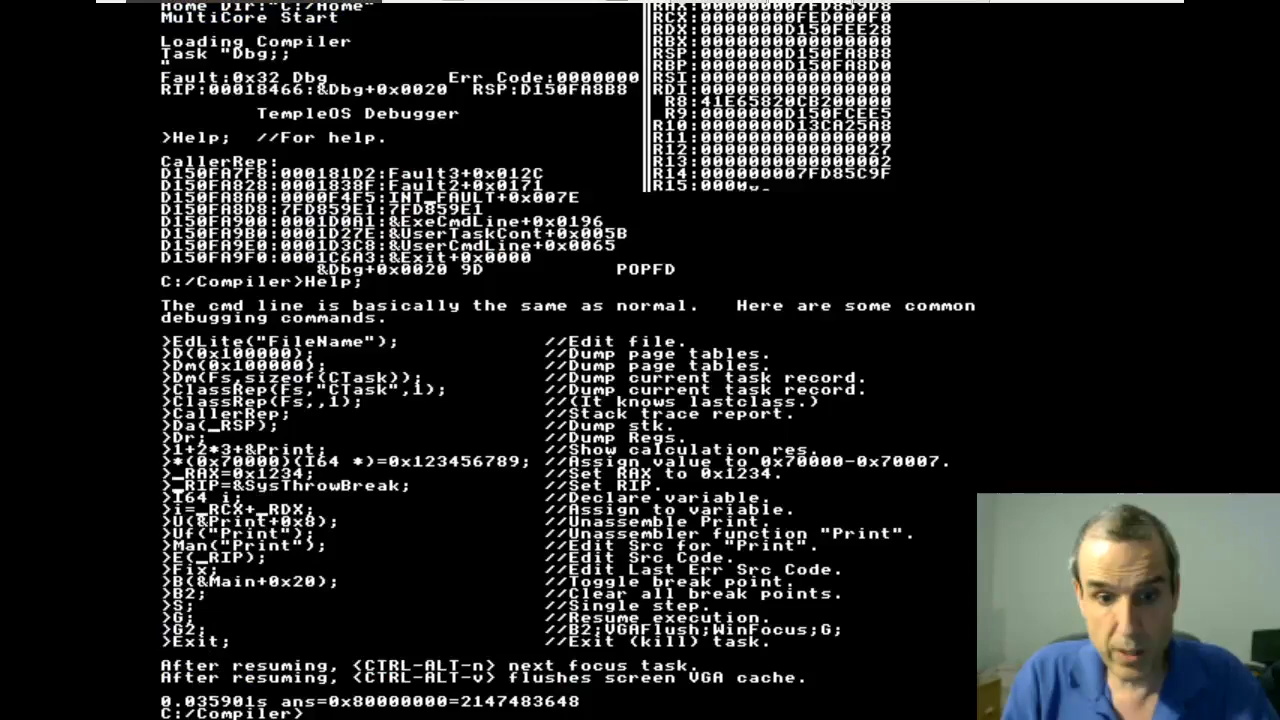 Home Dir:"C:/Home"
MultiCore Start
Loading Compiler
Task "Dbg;;
"
Fault:0x32 Dbg Err Code:00000000
RIP:00018466:&Dbg+0x0020 RSP:D150FA8B8
TempleOS Debugger
>Help; //For help.
CallerRep:
D150FA7F8:000181D2:Fault3+0x012C
D150FA828:0001838F:Fault2+0x0171
D150FA8A0:0000F4F5:INT_FAULT+0x007E
D150FA8D8:7FD859E1:7FD859E1
D150FA900:0001D0A1:&ExeCmdLine+0x0196
D150FA9B0:0001D27E:&UserTaskCont+0x005B
D150FA9E0:0001D3C8:&UserCmdLine+0x0065
D150FA9F0:0001C6A3:&Exit+0x0000
&Dbg+0x0020 9D POPFD
C:/Compiler>Help;
The cmd line is basically the same as normal. Here are some common
debugging commands.
>EdLite("FileName"); //Edit file.
>D(0x100000); //Dump page tables.
>Dm(0x100000); //Dump page tables.
>Dm(Fs,sizeof(CTask)); //Dump current task record.
>ClassRep(Fs,"CTask",1); //Dump current task record.
>ClassRep(Fs,,1); //(It knows lastclass.)
>CallerRep; //Stack trace report.
>Da(_RSP); //Dump stk.
>Dr; //Dump Regs.
>1+2*3+&Print; //Show calculation res.
>*(0x70000)(I64 *)=0x123456789; //Assign value to 0x70000-0x70007.
>_RAX=0x1234; //Set RAX to 0x1234.
>_RIP=&SysThrowBreak; //Set RIP.
>I64 i; //Declare variable.
>i=_RCX+_RDX; //Assign to variable.
>U(&Print+0x8); //Unassemble Print.
>Uf("Print"); //Unassembler function "Print".
>Man("Print"); //Edit Src for "Print".
>E(_RIP); //Edit Src Code.
>Fix; //Edit Last Err Src Code.
>B(&Main+0x20); //Toggle break point.
>B2; //Clear all break points.
>S; //Single step.
>G; //Resume execution.
>G2; //B2;VGAFlush;WinFocus;G;
>Exit; //Exit (kill) task.
After resuming, <CTRL-ALT-n> next focus task.
After resuming, <CTRL-ALT-v> flushes screen VGA cache.
0.035901s ans=0x80000000=2147483648
C:/Compiler>
RAX:000000007FD859D8
RCX:00000000FED000F0
RDX:0000000D150FEE28
RBX:0000000000000000
RSP:0000000D150FA8B8
RBP:0000000D150FA8D0
RSI:0000000000000000
RDI:0000000000000000
R8:41E65820CB200000
R9:0000000D150FCEE5
R10:0000000D13CA25A8
R11:0000000000000000
R12:0000000000000027
R13:0000000000000002
R14:000000007FD85C9F
R15:0000